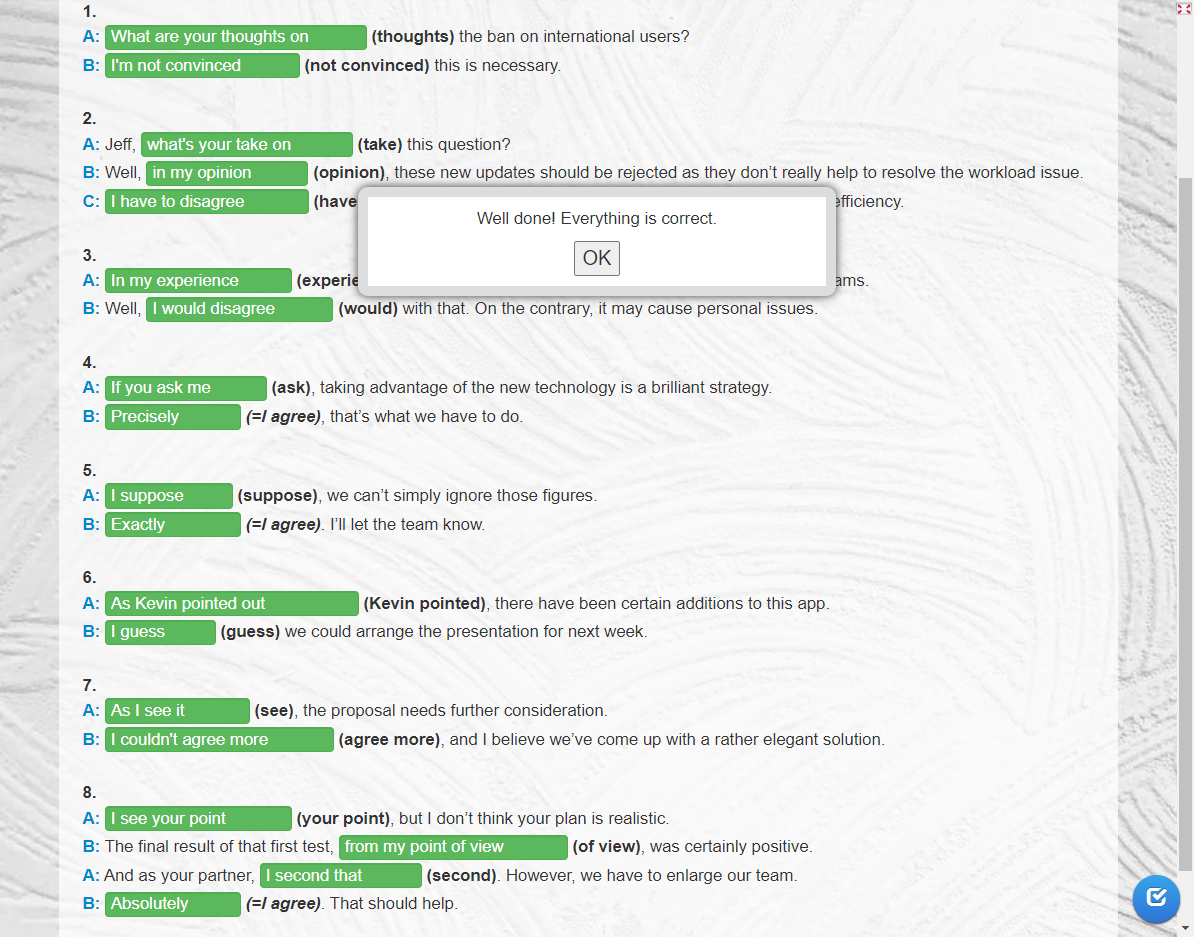 1.
A: What are your thoughts on (thoughts) the ban on international users?
B: I'm not convinced (not convinced) this is necessary.
2.
A: Jeff, what's your take on (take) this question?
B: Well, in my opinion (opinion), these new updates should be rejected as they don’t really help to resolve the workload issue.
C: I have to disagree (have efficiency.
Well done! Everything is correct.
OK
3.
A: In my experience
B: Well, I would disagree (would) with that. On the contrary, it may cause personal issues.
4.
A: If you ask me (ask), taking advantage of the new technology is a brilliant strategy.
B: Precisely (=I agree), that’s what we have to do.
5.
A: I suppose (suppose), we can’t simply ignore those figures.
B: Exactly (=I agree). I’ll let the team know.
6.
A: As Kevin pointed out (Kevin pointed), there have been certain additions to this app.
B: I guess (guess) we could arrange the presentation for next week.
7.
A: As I see it (see), the proposal needs further consideration.
B: I couldn't agree more (agree more), and I believe we’ve come up with a rather elegant solution.
8.
A: I see your point (your point), but I don’t think your plan is realistic.
B: The final result of that first test, from my point of view (of view), was certainly positive.
A: And as your partner, I second that (second). However, we have to enlarge our team.
B: Absolutely (=I agree). That should help.